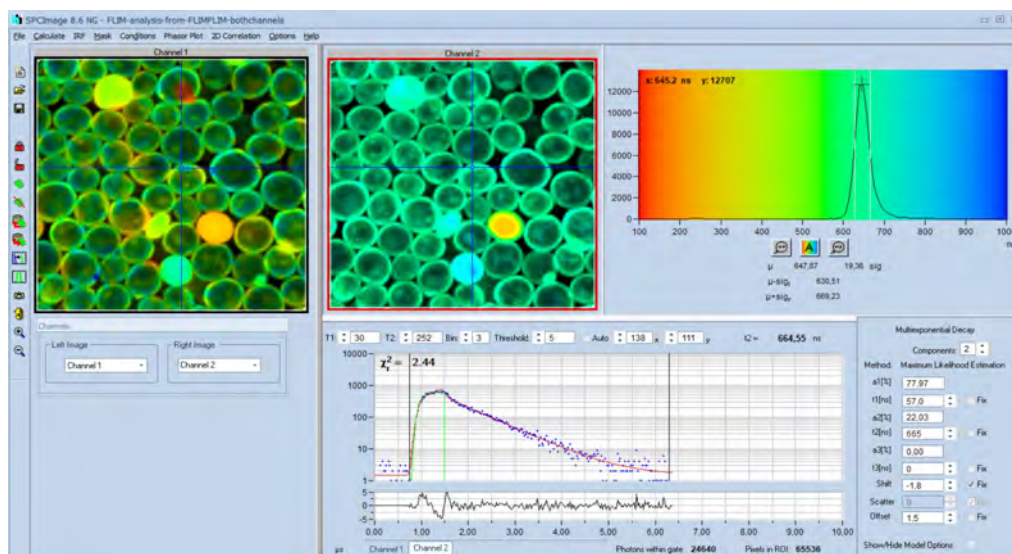 SPCImage 8.6 NG - FLIM-analysis-from-FLIMPLIM-bothchannels
File Calculate IRF Mask Conditions Phasor Plot 2D Correlation Options Help
Channel 1
Channel 2
x: 645.2 ns y: 12707
12000
10000
8000
6000
4000
2000
0
100 200 300 400 500 600 700 800 900 100
μ 647,87 19,36 sig
μ-sig 630,51
μ+sig 669,23
Channels
Left Image
Channel 1
Right Image
Channel 2
T1: 30 T2: 252 Bin: 3 Threshold: 5 Auto 138 x 111 y t2 = 664,55 ns
χr² = 2.44
10000
1000
100
10
1
5
0
-5
0,00 1,00 2,00 3,00 4,00 5,00 6,00 7,00 8,00 9,00 10,00
μs Channel 1 Channel 2 Photons within gate 24640 Pixels in ROI: 65536
Multiexponential Decay
Components: 2
Method: Maximum Likelihood Estimation
a1[%] 77.97
t1[ns] 57.0 Fix
a2[%] 22.03
t2[ns] 665 Fix
a3[%] 0.00
t3[ns] 0 Fix
Shift -1.8 Fix
Scatter 0 Fix
Offset 1.5 Fix
Show/Hide Model Options: